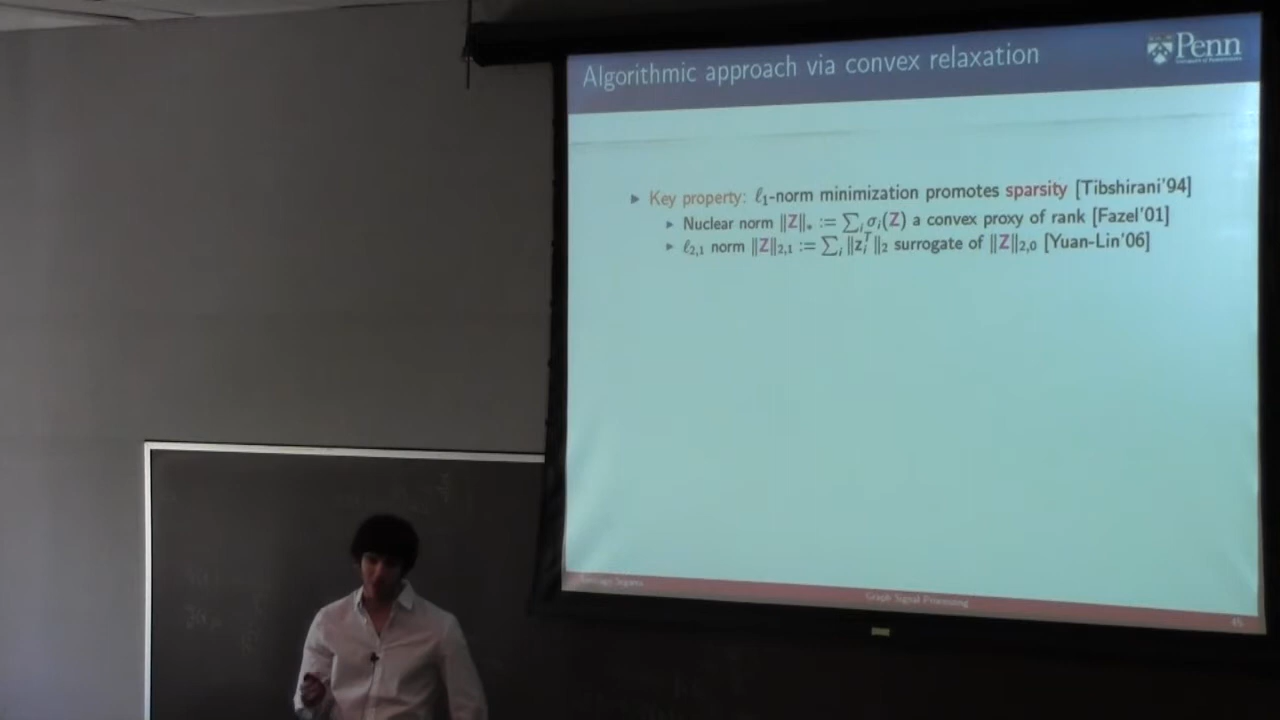 Algorithmic approach via convex relaxation
Penn
► Key property: ℓ₁-norm minimization promotes sparsity [Tibshirani'94]
► Nuclear norm ‖Z‖* := ∑ᵢ σᵢ(Z) a convex proxy of rank [Fazel'01]
► ℓ₂,₁ norm ‖Z‖₂,₁ := ∑ᵢ ‖zᵢᵀ‖₂ surrogate of ‖Z‖₂,₀ [Yuan-Lin'06]
Graph Signal Processing